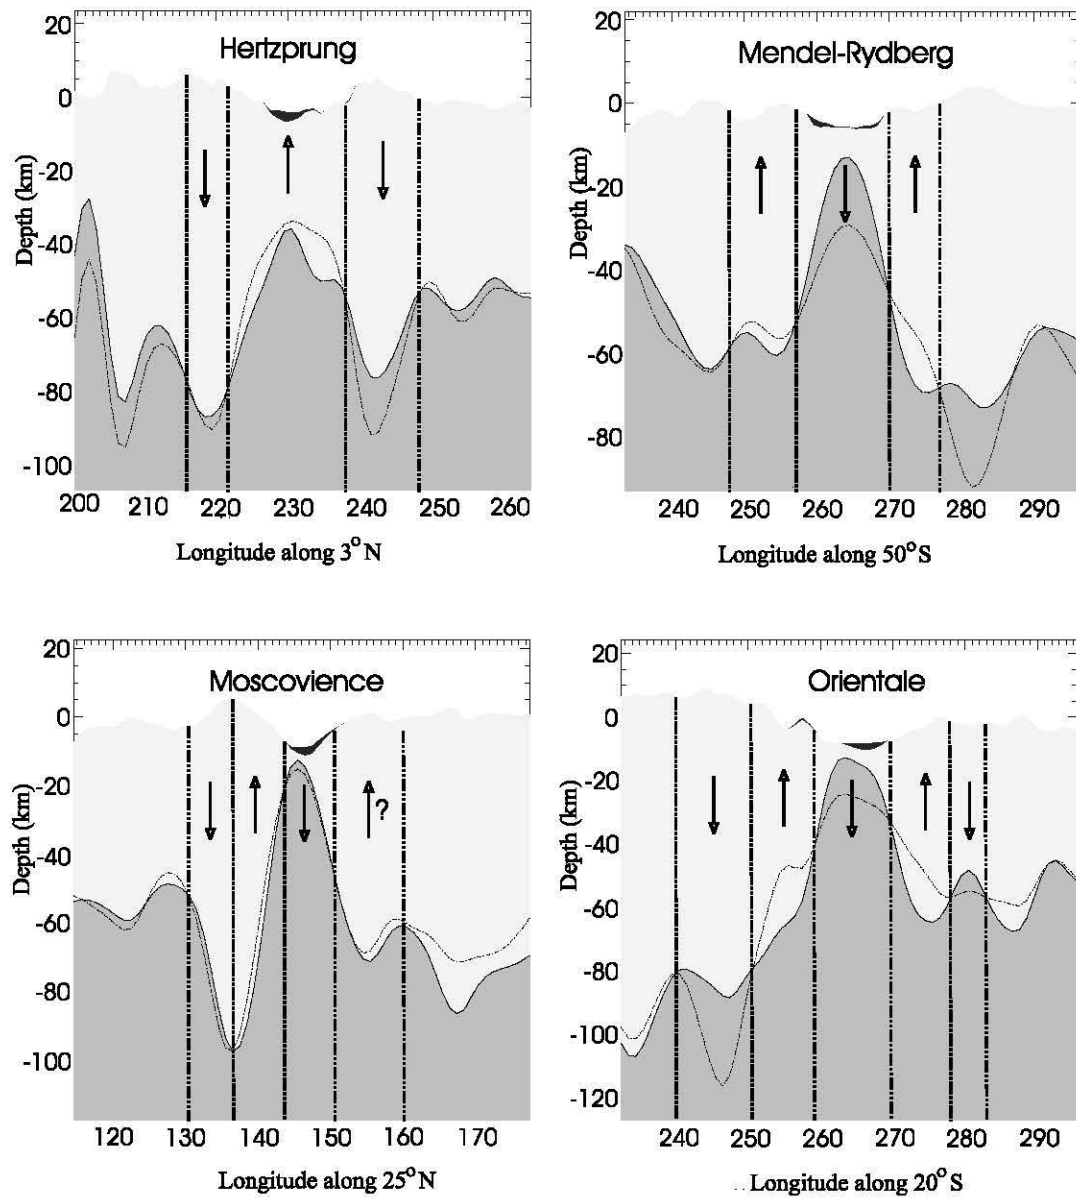 Hertzprung
20
0
-20
-40
-60
-80
-100
Depth (km)
200 210 220 230 240 250 260
Longitude along 3°N
Mendel-Rydberg
20
0
-20
-40
-60
-80
Depth (km)
240 250 260 270 280 290
Longitude along 50°S
Moscovience
20
0
-20
-40
-60
-80
-100
Depth (km)
?
120 130 140 150 160 170
Longitude along 25°N
Orientale
20
0
-20
-40
-60
-80
-100
-120
Depth (km)
240 250 260 270 280 290
Longitude along 20°S